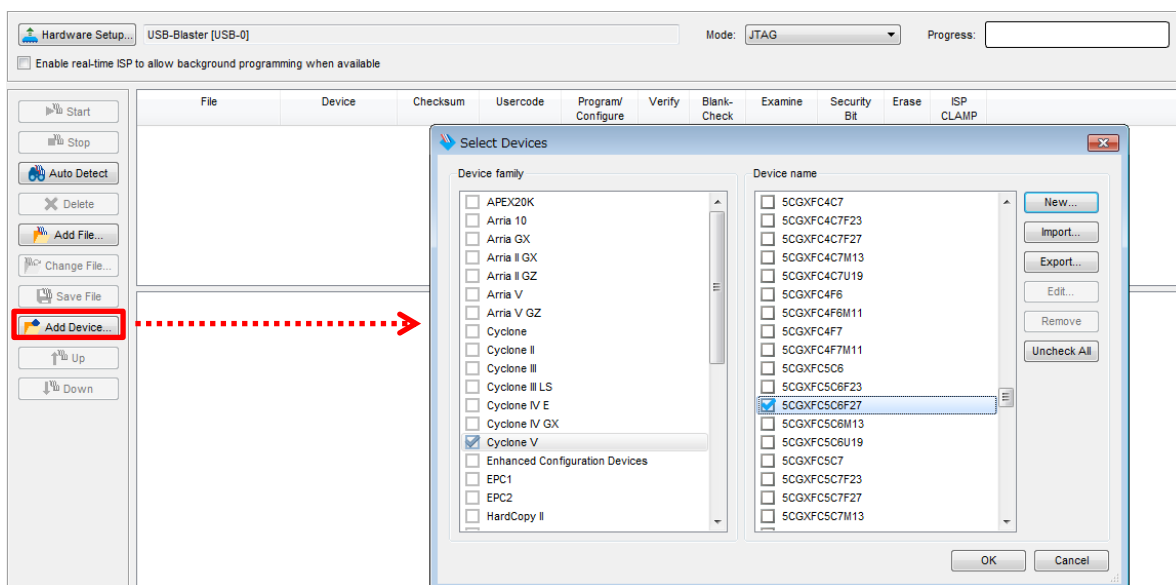 Hardware Setup... USB-Blaster [USB-0] Mode: JTAG Progress:
Enable real-time ISP to allow background programming when available
Start
Stop
Auto Detect
Delete
Add File...
Change File...
Save File
Add Device...
Up
Down
File Device Checksum Usercode Program/ Verify Blank- Examine Security Erase ISP
Configure Check Bit CLAMP
Select Devices
Device family
APEX20K
Arria 10
Arria GX
Arria II GX
Arria II GZ
Arria V
Arria V GZ
Cyclone
Cyclone II
Cyclone III
Cyclone III LS
Cyclone IV E
Cyclone IV GX
Cyclone V
Enhanced Configuration Devices
EPC1
EPC2
HardCopy II
Device name
5CGXFC4C7
5CGXFC4C7F23
5CGXFC4C7F27
5CGXFC4C7M13
5CGXFC4C7U19
5CGXFC4F6
5CGXFC4F6M11
5CGXFC4F7
5CGXFC4F7M11
5CGXFC5C6
5CGXFC5C6F23
5CGXFC5C6F27
5CGXFC5C6M13
5CGXFC5C6U19
5CGXFC5C7
5CGXFC5C7F23
5CGXFC5C7F27
5CGXFC5C7M13
New...
Import...
Export...
Edit...
Remove
Uncheck All
OK Cancel